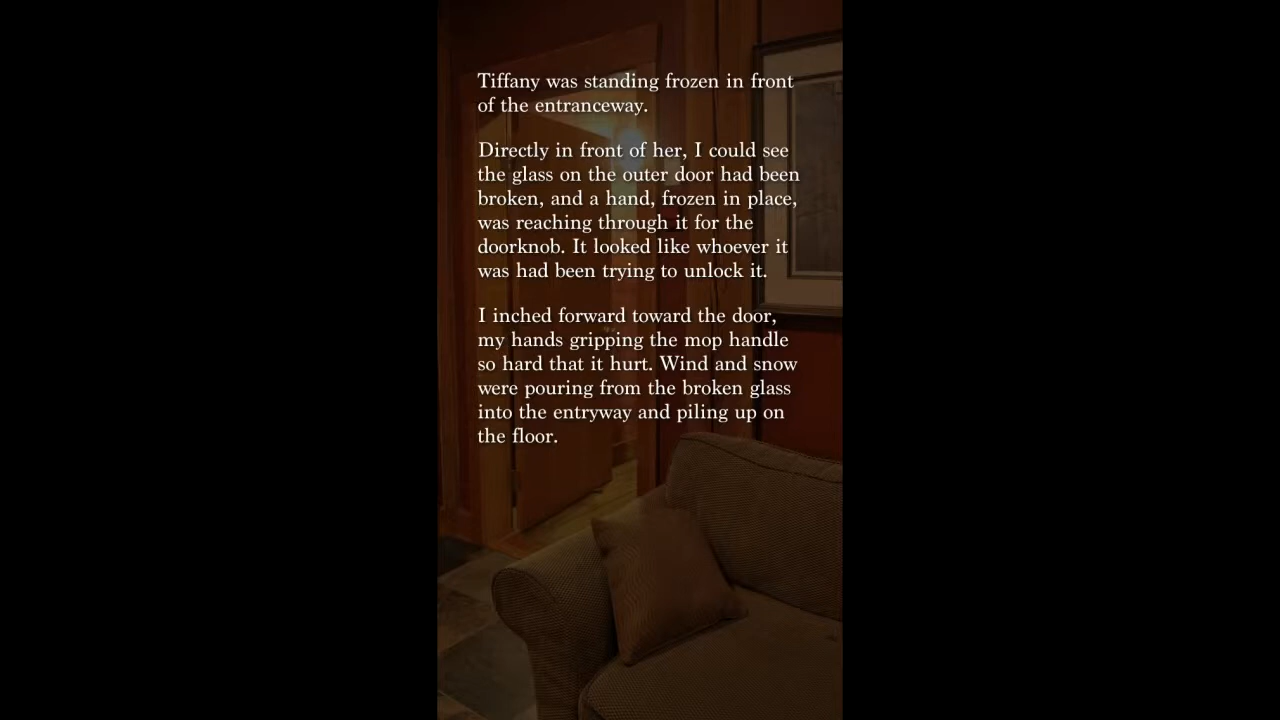 Tiffany was standing frozen in front
of the entranceway.
Directly in front of her, I could see
the glass on the outer door had been
broken, and a hand, frozen in place,
was reaching through it for the
doorknob. It looked like whoever it
was had been trying to unlock it.
I inched forward toward the door,
my hands gripping the mop handle
so hard that it hurt. Wind and snow
were pouring from the broken glass
into the entryway and piling up on
the floor.